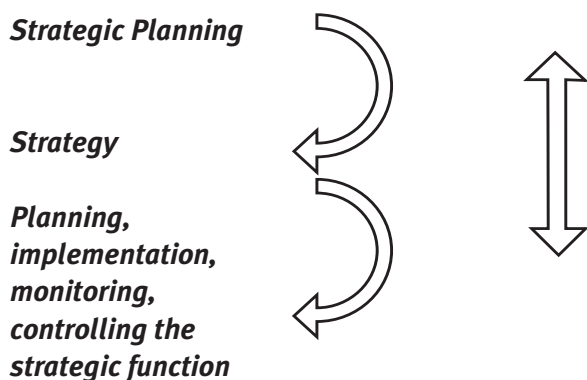 Strategic Planning
Strategy
Planning,
implementation,
monitoring,
controlling the
strategic function